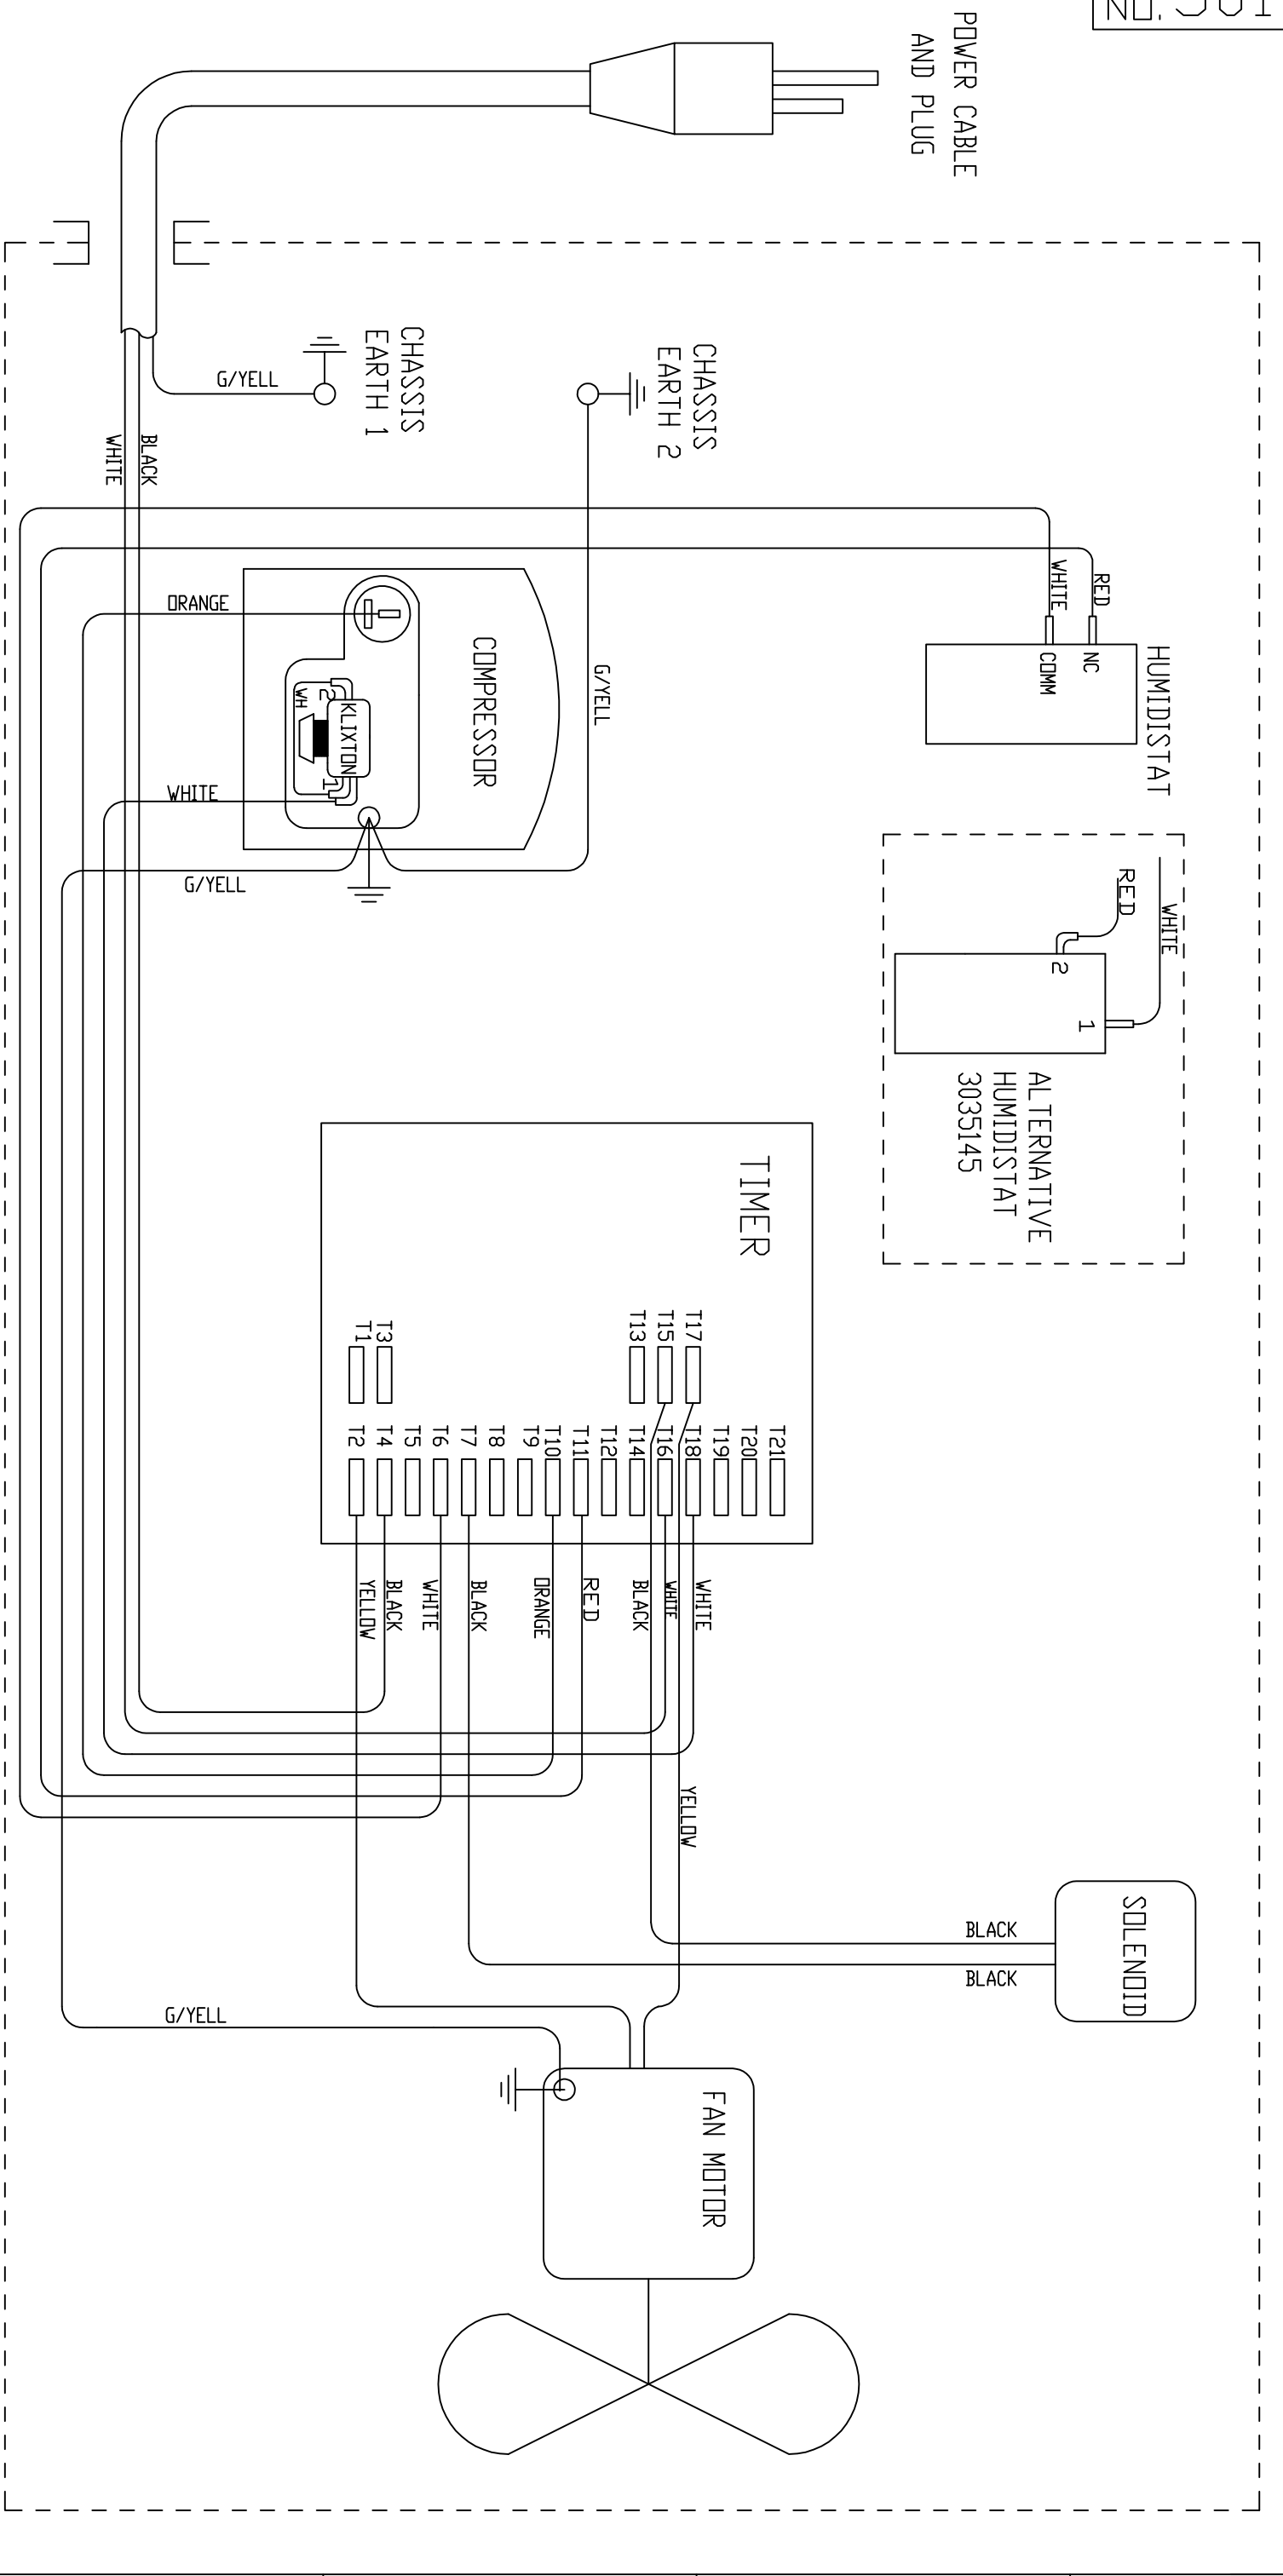 NO.
POWER CABLE
AND PLUG
G/YELL
CHASSIS
EARTH 1
CHASSIS
EARTH 2
BLACK
WHITE
RED
WHITE
NC
COMM
HUMIDISTAT
ORANGE
COMPRESSOR
G/YELL
WH
2
KLIXTON
1
WHITE
G/YELL
RED
WHITE
2
1
ALTERNATIVE
HUMIDISTAT
3035145
TIMER
T1
T3
T13
T15
T17
T2
T4
T5
T6
T7
T8
T9
T10
T11
T12
T14
T16
T18
T19
T20
T21
YELLOW
BLACK
WHITE
BLACK
ORANGE
RED
BLACK
WHITE
WHITE
YELLOW
BLACK
BLACK
SOLENOID
G/YELL
FAN MOTOR